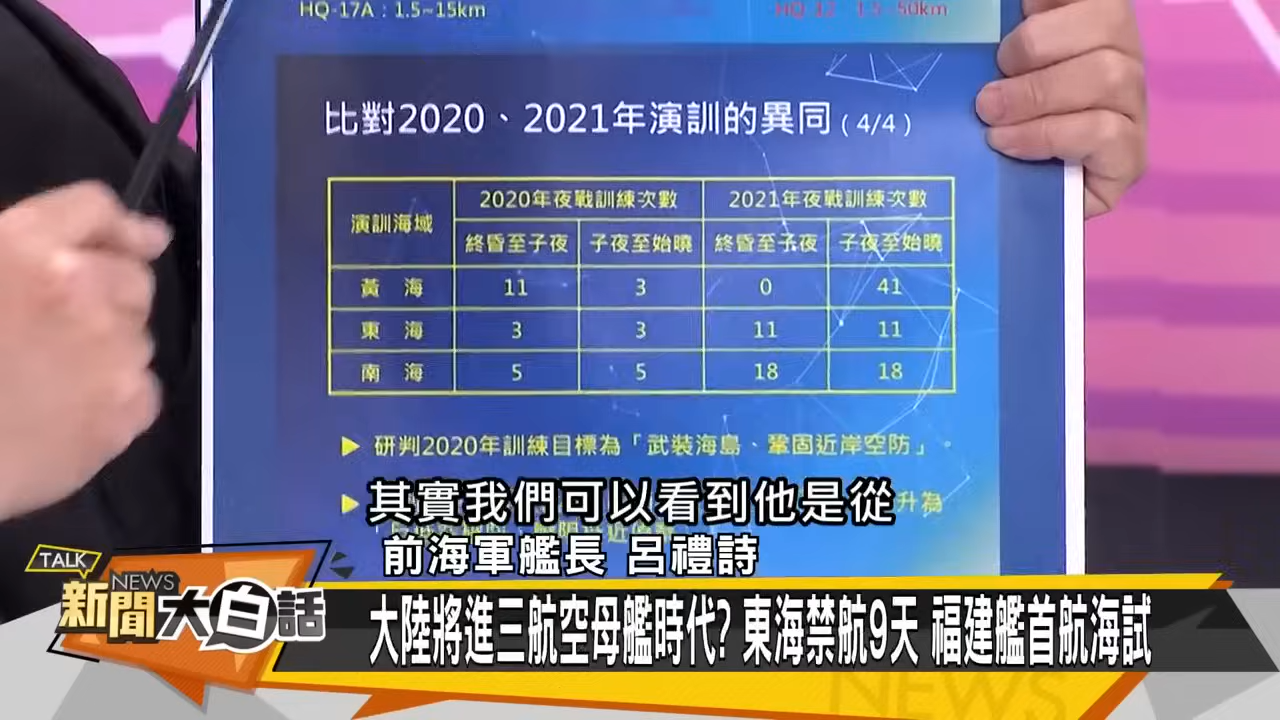 HQ-17A：1.5~15km
HQ-12：1.5~50km
比對2020、2021年演訓的異同（4/4）
演訓海域 2020年夜戰訓練次數 2021年夜戰訓練次數
終昏至子夜 子夜至始曉 終昏至子夜 子夜至始曉
黃 海 11 3 0 41
東 海 3 3 11 11
南 海 5 5 18 18
▶ 研判2020年訓練目標為「武裝海島、鞏固近岸空防」
升為
其實我們可以看到他是從
前海軍艦長 呂禮詩
TALK
NEWS
新聞大白話
大陸將進三航空母艦時代? 東海禁航9天 福建艦首航海試
NEWS